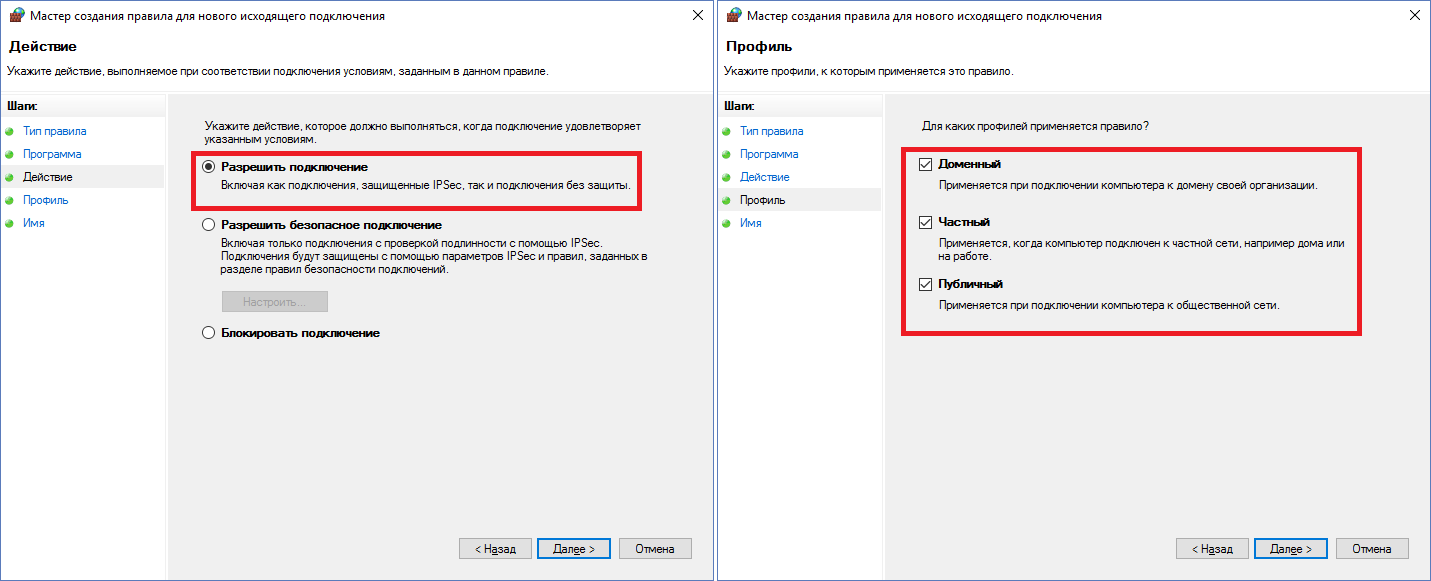 Мастер создания правила для нового исходящего подключения
Действие
Укажите действие, выполняемое при соответствии подключения условиям, заданным в данном правиле.
Шаги:
Тип правила
Программа
Действие
Профиль
Имя
Укажите действие, которое должно выполняться, когда подключение удовлетворяет
указанным условиям.
Разрешить подключение
Включая как подключения, защищенные IPSec, так и подключения без защиты.
Разрешить безопасное подключение
Включая только подключения с проверкой подлинности с помощью IPSec.
Подключения будут защищены с помощью параметров IPSec и правил, заданных в
разделе правил безопасности подключений.
Настроить...
Блокировать подключение
< Назад
Далее >
Отмена
Мастер создания правила для нового исходящего подключения
Профиль
Укажите профили, к которым применяется это правило.
Шаги:
Тип правила
Программа
Действие
Профиль
Имя
Для каких профилей применяется правило?
Доменный
Применяется при подключении компьютера к домену своей организации.
Частный
Применяется, когда компьютер подключен к частной сети, например дома или
на работе.
Публичный
Применяется при подключении компьютера к общественной сети.
< Назад
Далее >
Отмена